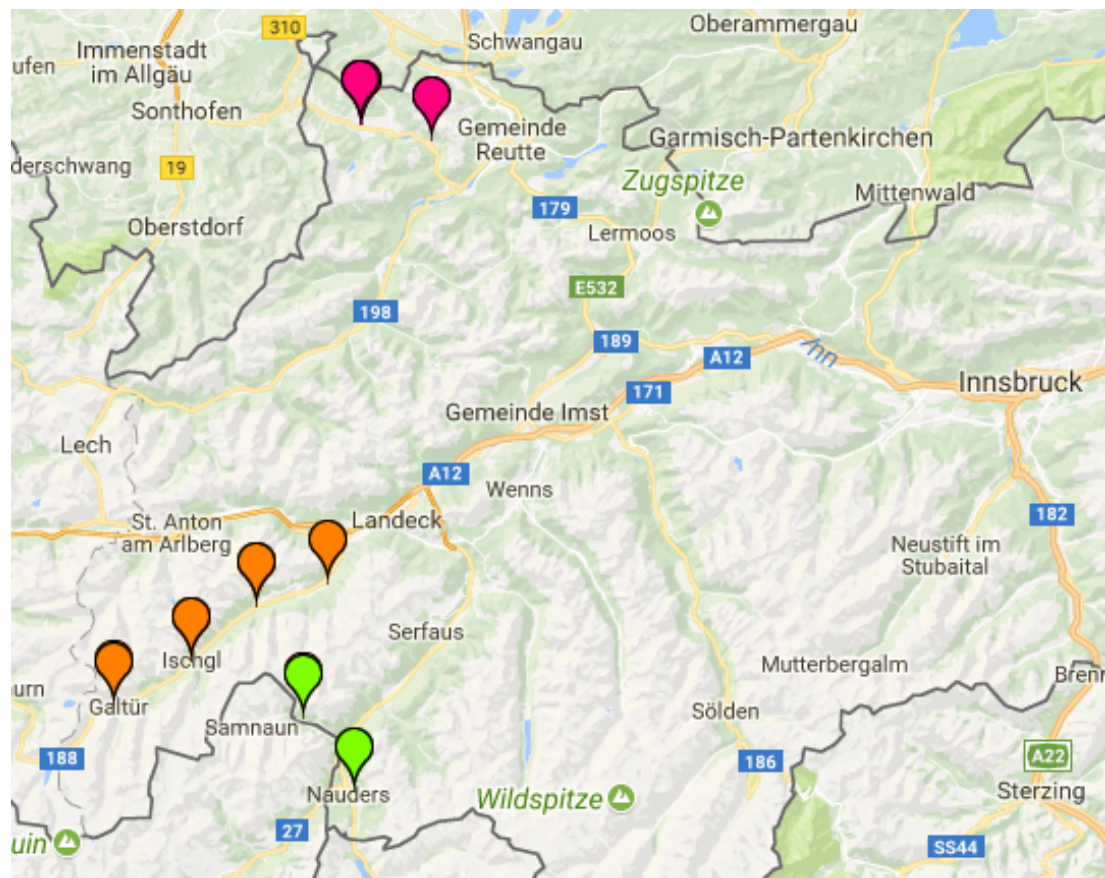 310
Oberammergau
Immenstadt
im Allgäu
Schwangau
ufen
Sonthofen
Gemeinde
Reutte
Garmisch-Partenkirchen
derschwang
19
Zugspitze
Mittenwald
Oberstdorf
179
Lermoos
E532
198
189
A12
Inn
171
Innsbruck
Gemeinde Imst
Lech
A12
Wenns
St. Anton
am Arlberg
Landeck
182
Neustift im
Stubaital
Serfaus
Ischgl
Mutterbergalm
Brenn
urn
Galtür
Samnaun
Sölden
188
186
A22
Nauders
Wildspitze
Sterzing
27
uin
SS44